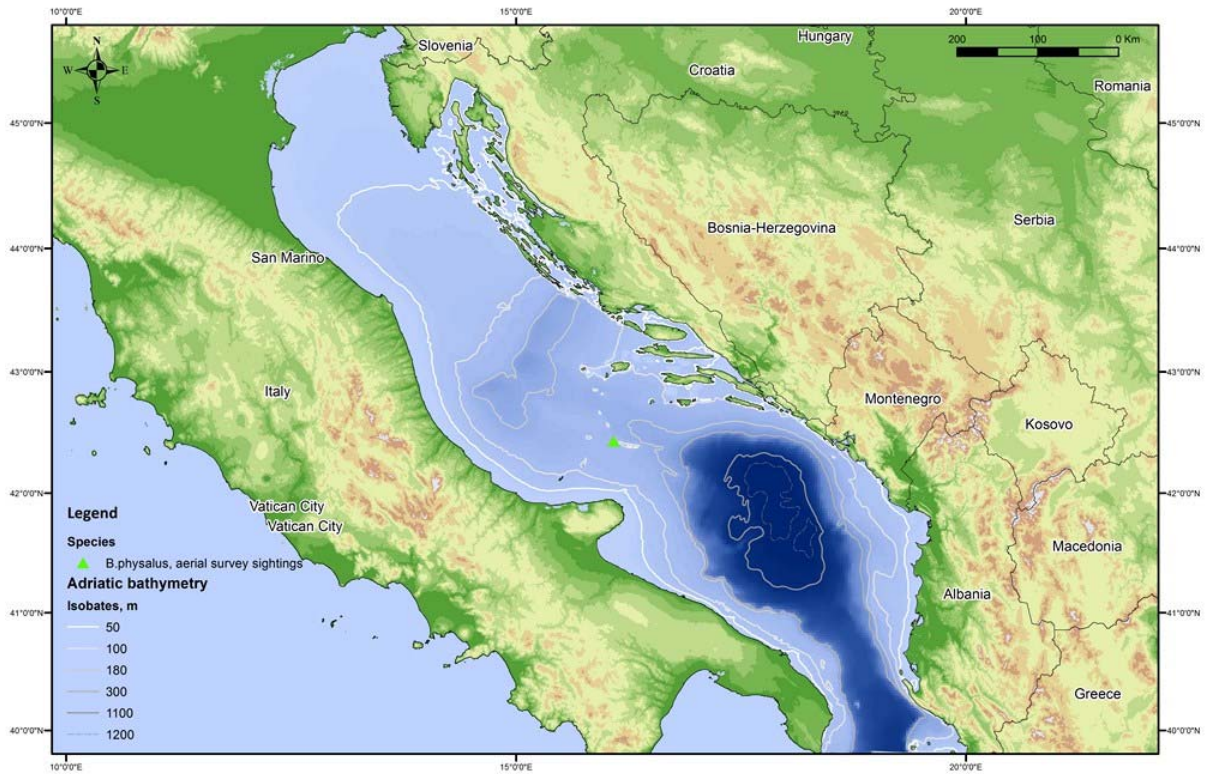 10°0'0"E
15°0'0"E
20°0'0"E
N
W E
S
Slovenia
Hungary
200 100 0 Km
Croatia
Romania
45°0'0"N
45°0'0"N
Bosnia-Herzegovina
Serbia
44°0'0"N
44°0'0"N
San Marino
43°0'0"N
43°0'0"N
Italy
Montenegro
Kosovo
42°0'0"N
42°0'0"N
Vatican City
Vatican City
Macedonia
Albania
41°0'0"N
41°0'0"N
Greece
40°0'0"N
40°0'0"N
Legend
Species
B.physalus, aerial survey sightings
Adriatic bathymetry
Isobates, m
50
100
180
300
1100
1200
10°0'0"E
15°0'0"E
20°0'0"E